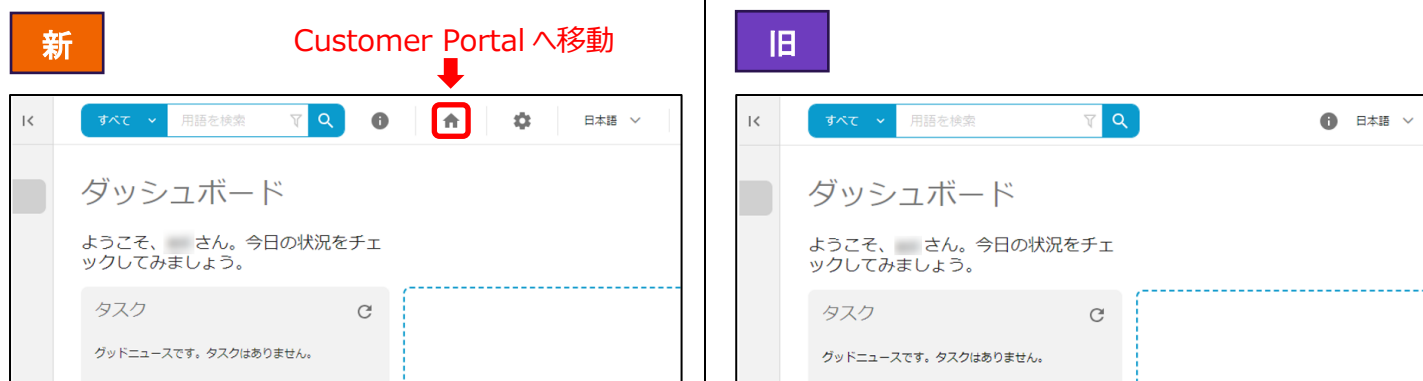 新
Customer Portal へ移動
すべて 用語を検索 日本語
ダッシュボード
ようこそ、 さん。今日の状況をチェ
ックしてみましょう。
タスク
グッドニュースです。タスクはありません。
旧
すべて 用語を検索 日本語
ダッシュボード
ようこそ、 さん。今日の状況をチェ
ックしてみましょう。
タスク
グッドニュースです。タスクはありません。